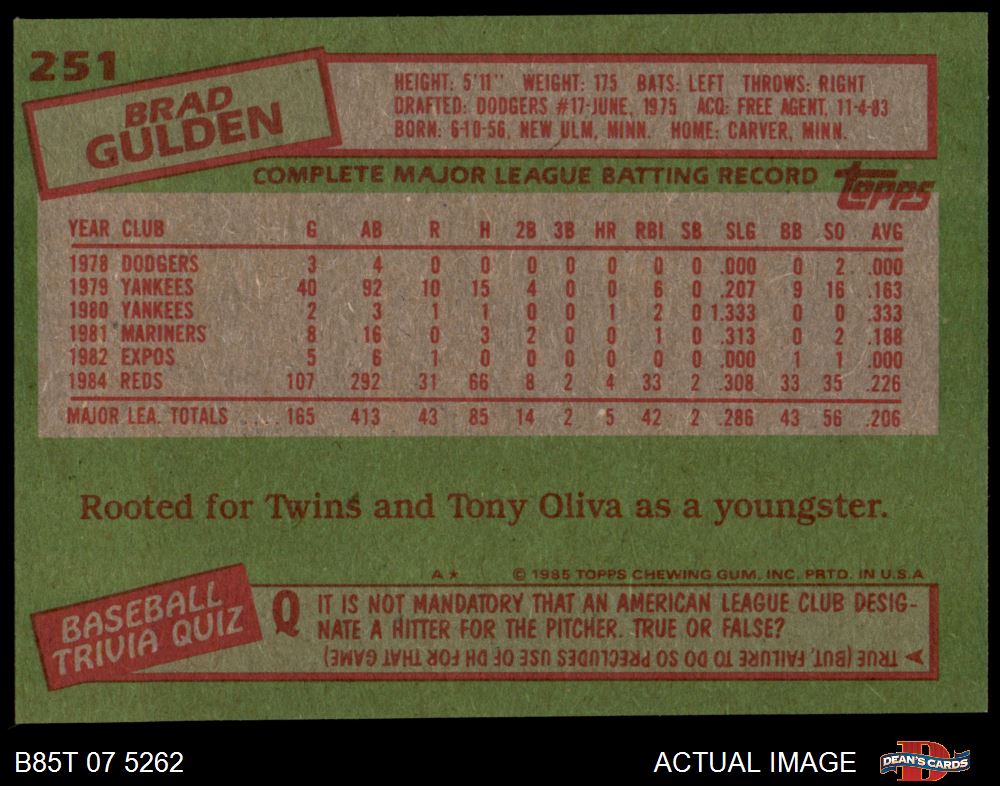 251
BRAD
GULDEN
HEIGHT: 5'11" WEIGHT: 175 BATS: LEFT THROWS: RIGHT
DRAFTED: DODGERS #17-JUNE, 1975 ACQ: FREE AGENT, 11-4-83
BORN: 6-10-56, NEW ULM, MINN. HOME: CARVER, MINN.
COMPLETE MAJOR LEAGUE BATTING RECORD topps
YEAR CLUB G AB R H 2B 3B HR RBI SB SLG BB SO AVG
1978 DODGERS 3 4 0 0 0 0 0 0 0 .000 0 2 .000
1979 YANKEES 40 92 10 15 4 0 0 6 0 .207 9 16 .163
1980 YANKEES 2 3 1 1 0 0 1 2 0 1.333 0 0 .333
1981 MARINERS 8 16 0 3 2 0 0 1 0 .313 0 2 .188
1982 EXPOS 5 6 1 0 0 0 0 0 0 .000 1 1 .000
1984 REDS 107 292 31 66 8 2 4 33 2 .308 33 35 .226
MAJOR LEA. TOTALS .... 165 413 43 85 14 2 5 42 2 .286 43 56 .206
Rooted for Twins and Tony Oliva as a youngster.
A★ © 1985 TOPPS CHEWING GUM, INC. PRTD. IN U.S.A
BASEBALL
TRIVIA QUIZ
Q IT IS NOT MANDATORY THAT AN AMERICAN LEAGUE CLUB DESIG-
NATE A HITTER FOR THE PITCHER. TRUE OR FALSE?
TRUE (BUT, FAILURE TO DO SO PRECLUDES USE OF DH FOR THAT GAME)
B85T 07 5262
ACTUAL IMAGE
D
DEAN'S CARDS